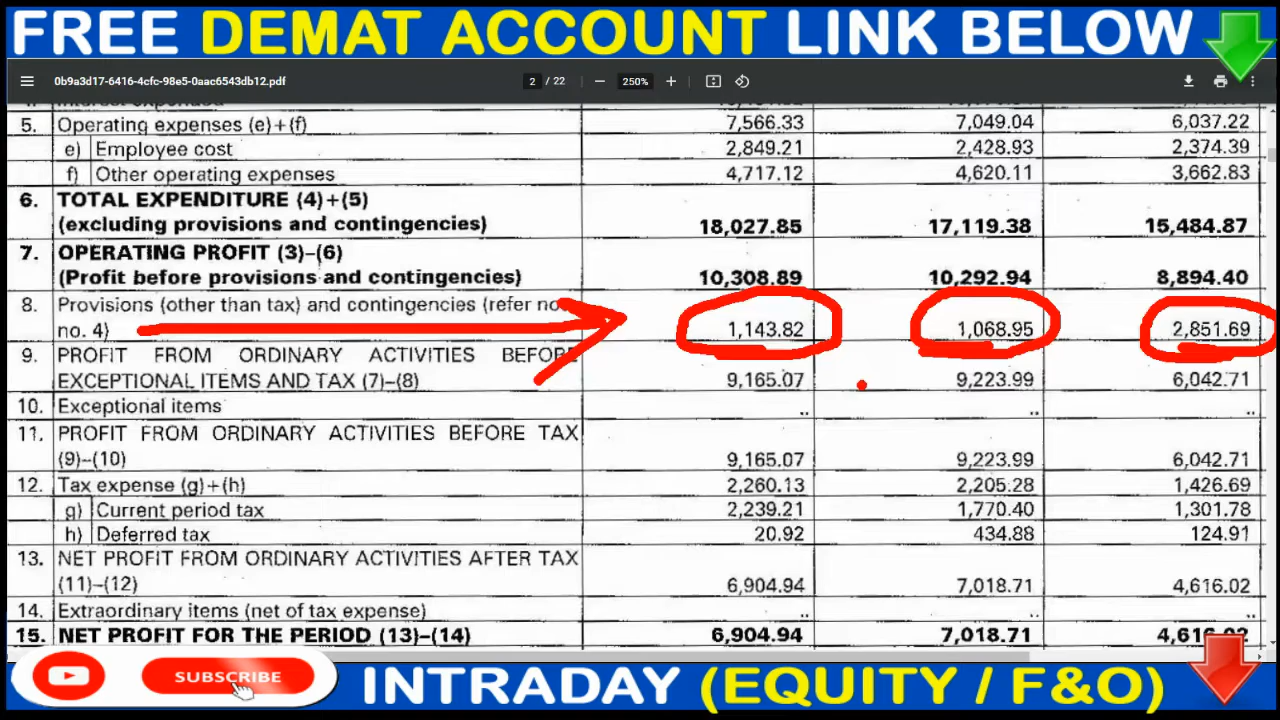 FREE DEMAT ACCOUNT LINK BELOW
0b9a3d17-6416-4cfc-98e5-0aac6543db12.pdf 2 / 22 250%
5. Operating expenses (e)+(f) 7,566.33 7,049.04 6,037.22
e) Employee cost 2,849.21 2,428.93 2,374.39
f) Other operating expenses 4,717.12 4,620.11 3,662.83
6. TOTAL EXPENDITURE (4)+(5)
(excluding provisions and contingencies) 18,027.85 17,119.38 15,484.87
7. OPERATING PROFIT (3)–(6)
(Profit before provisions and contingencies) 10,308.89 10,292.94 8,894.40
8. Provisions (other than tax) and contingencies (refer
no. 4) 1,143.82 1,068.95 2,851.69
9. PROFIT FROM ORDINARY ACTIVITIES BEFORE
EXCEPTIONAL ITEMS AND TAX (7)–(8) 9,165.07 9,223.99 6,042.71
10. Exceptional items .. .. ..
11. PROFIT FROM ORDINARY ACTIVITIES BEFORE TAX
(9)–(10) 9,165.07 9,223.99 6,042.71
12. Tax expense (g)+(h) 2,260.13 2,205.28 1,426.69
g) Current period tax 2,239.21 1,770.40 1,301.78
h) Deferred tax 20.92 434.88 124.91
13. NET PROFIT FROM ORDINARY ACTIVITIES AFTER TAX
(11)–(12) 6,904.94 7,018.71 4,616.02
14. Extraordinary items (net of tax expense) .. .. ..
15. NET PROFIT FOR THE PERIOD (13)–(14) 6,904.94 7,018.71 4,616.02
SUBSCRIBE
INTRADAY (EQUITY / F&O)